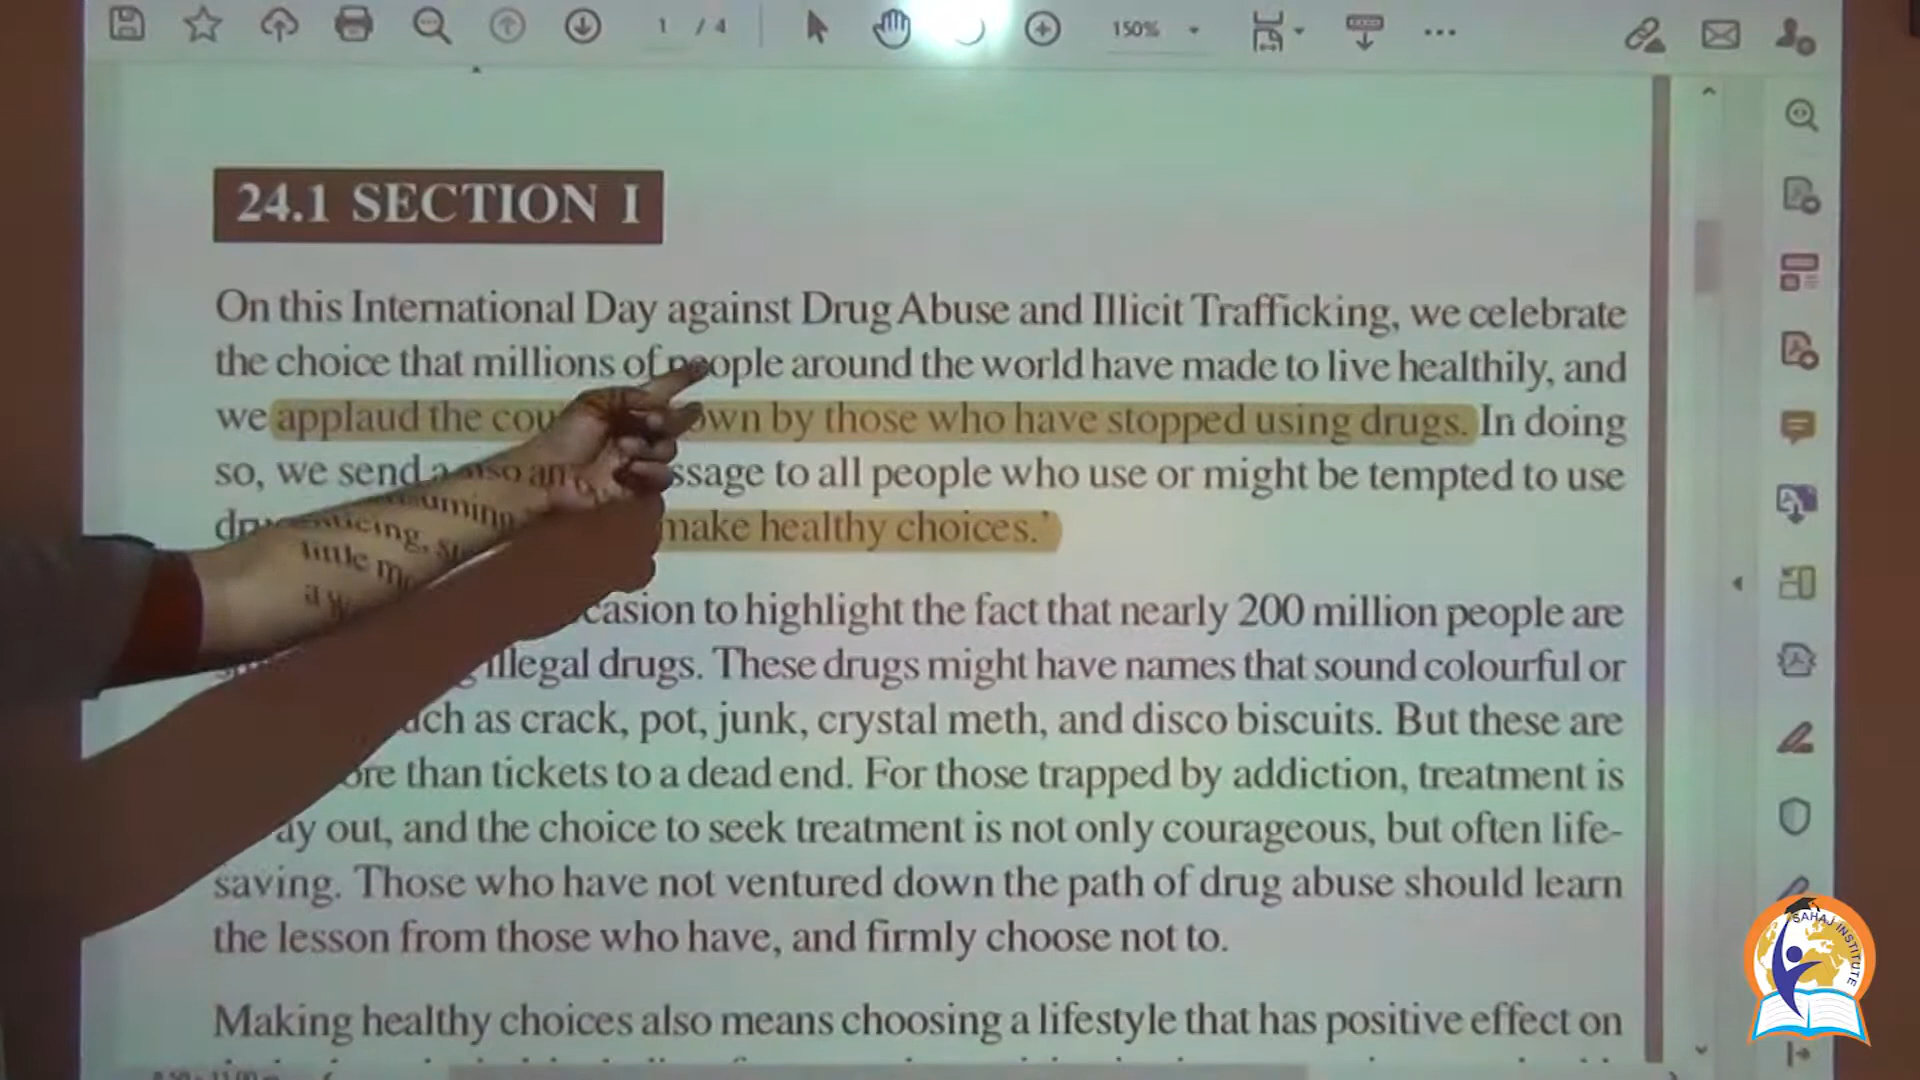 1 / 4
150%
24.1 SECTION I
On this International Day against Drug Abuse and Illicit Trafficking, we celebrate
the choice that millions of people around the world have made to live healthily, and
we applaud the cou own by those who have stopped using drugs. In doing
so, we send a ssage to all people who use or might be tempted to use
make healthy choices.'
little
casion to highlight the fact that nearly 200 million people are
illegal drugs. These drugs might have names that sound colourful or
uch as crack, pot, junk, crystal meth, and disco biscuits. But these are
ore than tickets to a dead end. For those trapped by addiction, treatment is
ay out, and the choice to seek treatment is not only courageous, but often life-
saving. Those who have not ventured down the path of drug abuse should learn
the lesson from those who have, and firmly choose not to.
Making healthy choices also means choosing a lifestyle that has positive effect on
SAHAJ INSTITUTE